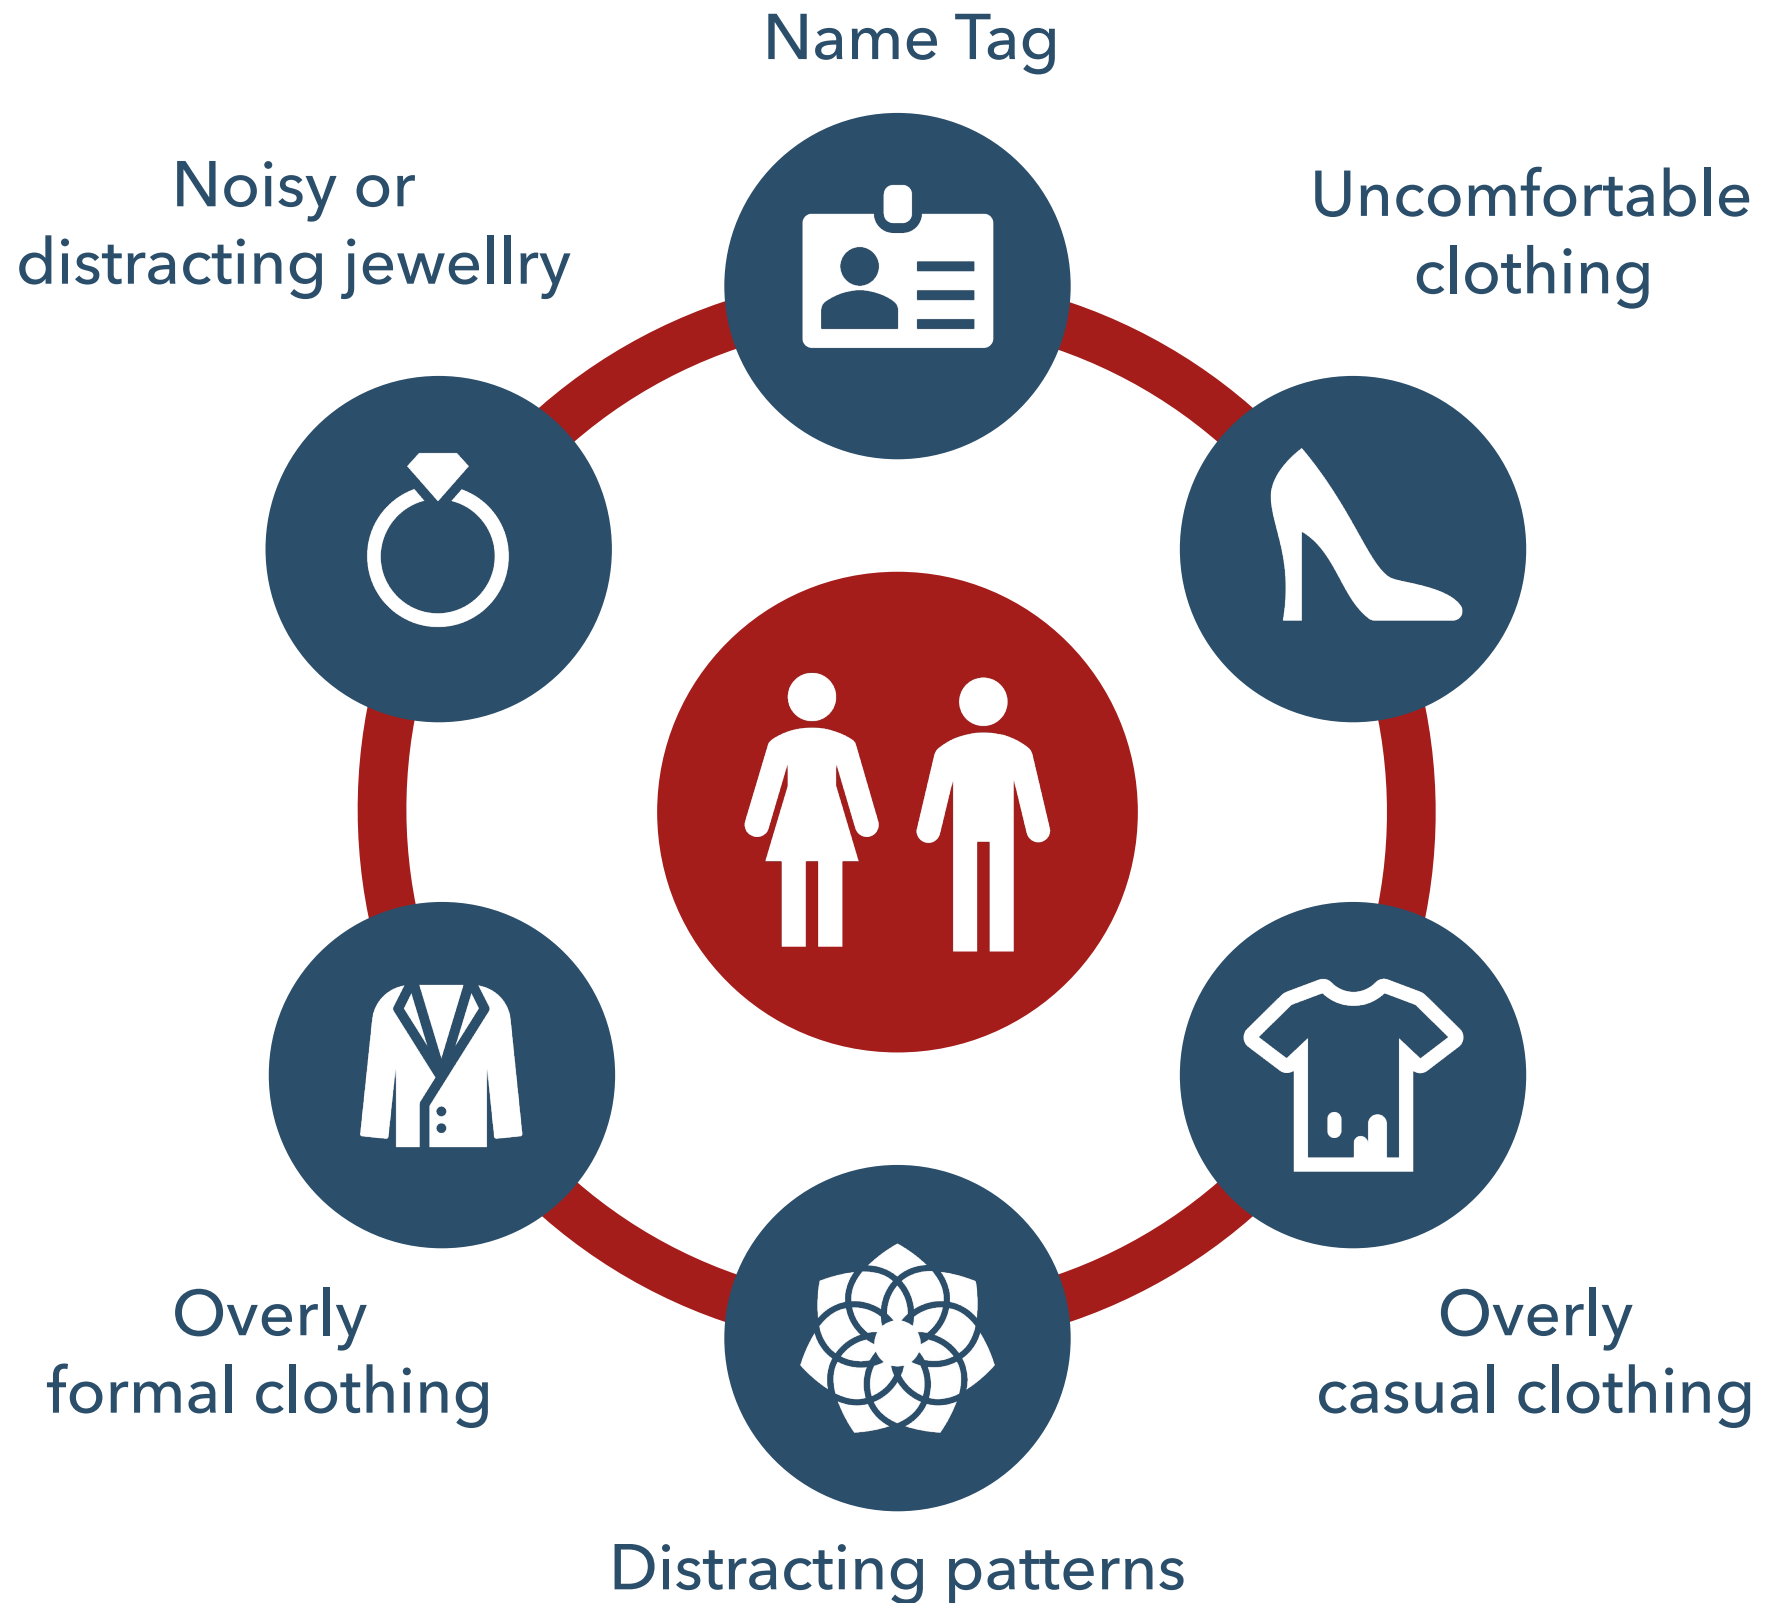 Name Tag
Noisy or
distracting jewellry
Uncomfortable
clothing
Overly
formal clothing
Overly
casual clothing
Distracting patterns